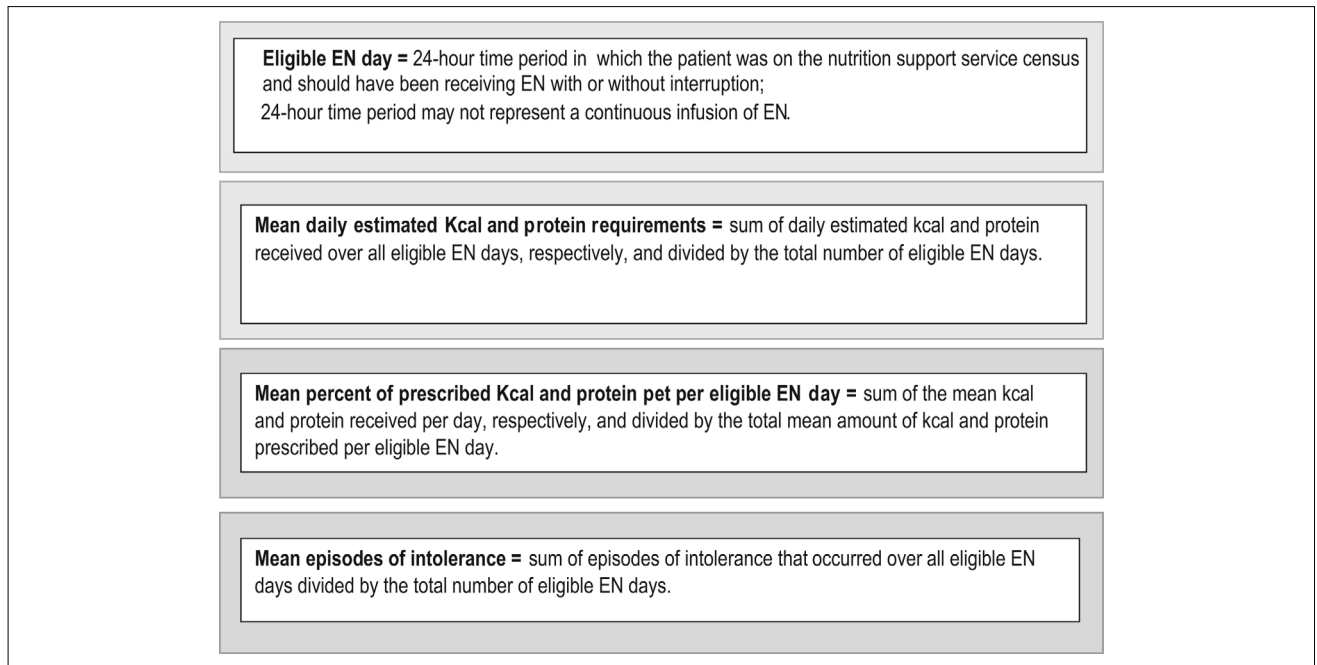 Eligible EN day = 24-hour time period in which the patient was on the nutrition support service census
and should have been receiving EN with or without interruption;
24-hour time period may not represent a continuous infusion of EN.
Mean daily estimated Kcal and protein requirements = sum of daily estimated kcal and protein
received over all eligible EN days, respectively, and divided by the total number of eligible EN days.
Mean percent of prescribed Kcal and protein pet per eligible EN day = sum of the mean kcal
and protein received per day, respectively, and divided by the total mean amount of kcal and protein
prescribed per eligible EN day.
Mean episodes of intolerance = sum of episodes of intolerance that occurred over all eligible EN
days divided by the total number of eligible EN days.